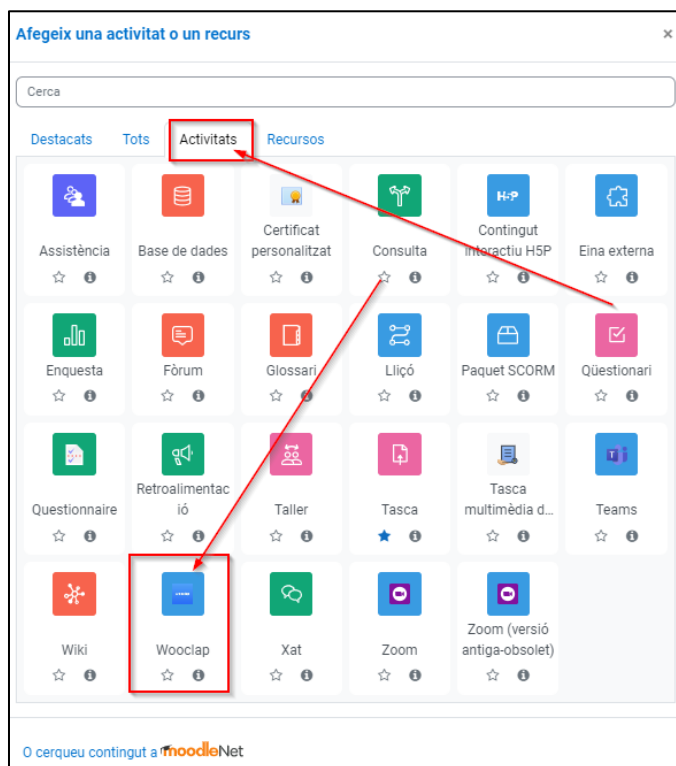 Afegeix una activitat o un recurs
×
Cerca
Destacats Tots Activitats Recursos
Assistència
Base de dades
Certificat
personalitzat
Consulta
H-P
Contingut
interactiu H5P
Eina externa
Enquesta
Fòrum
Glossari
Lliçó
Paquet SCORM
Qüestionari
Questionnaire
Retroalimentac
ió
Taller
Tasca
Tasca
multimèdia d...
Teams
Wiki
Wooclap
Xat
Zoom
Zoom (versió
antiga-obsolet)
O cerqueu contingut a moodleNet